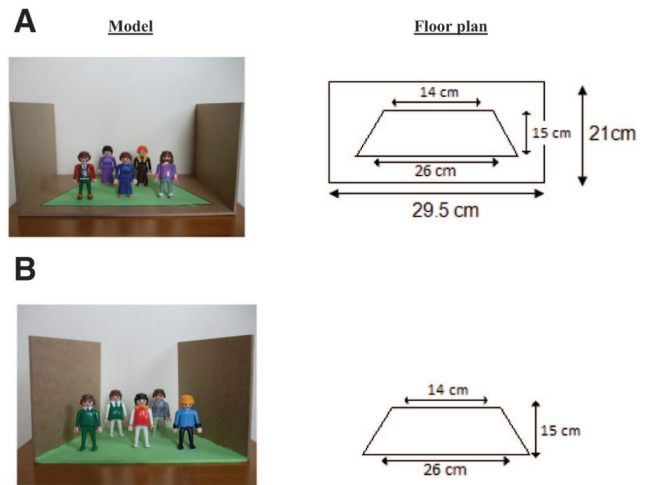 A
Model
Floor plan
14 cm
15 cm
21cm
26 cm
29.5 cm
B
14 cm
15 cm
26 cm